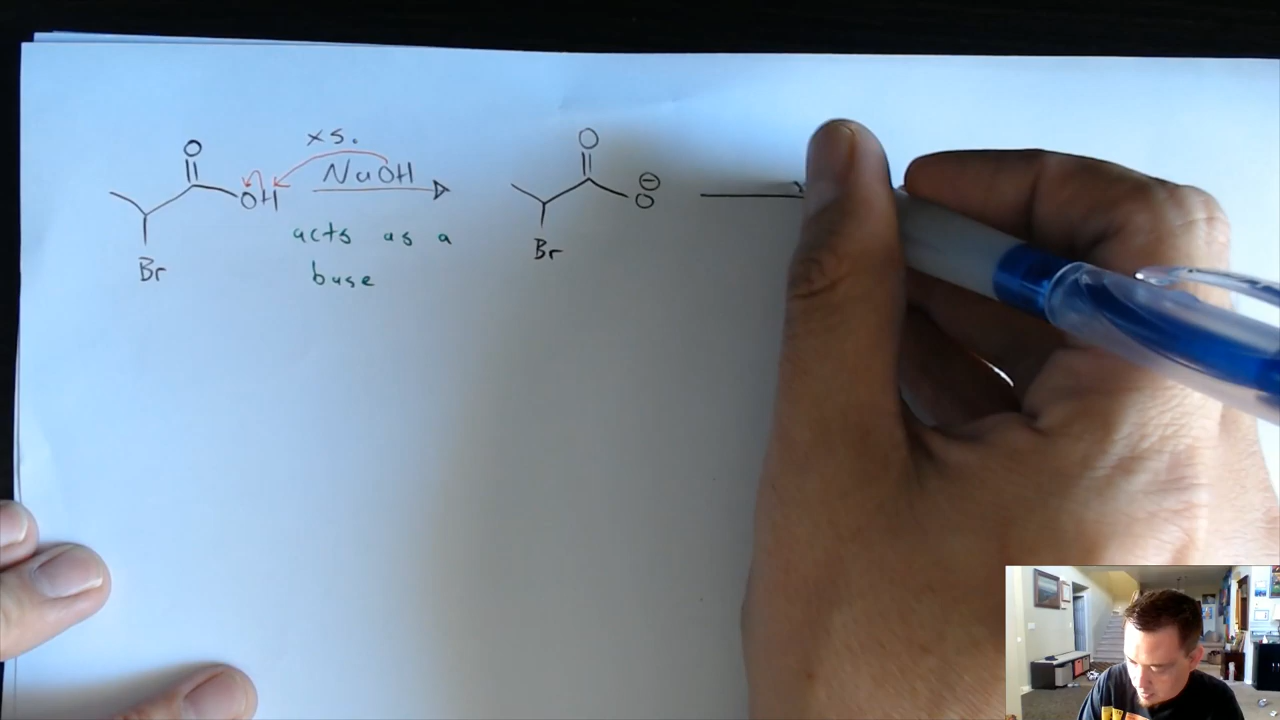 xs.
O
O
NaOH
OH
⊖
O
acts as a
Br
Br
base